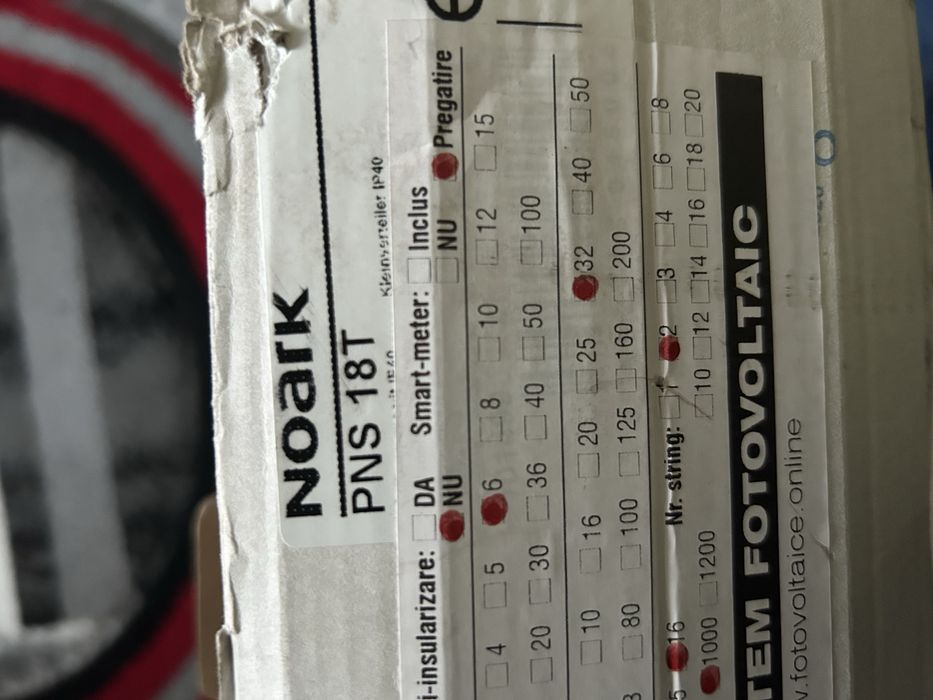 Noark
PNS 18T
Kleinverteiler IP40
IP40
i-insularizare: DA Smart-meter: Inclus
NU NU Pregatire
4 5 6 8 10 12 15
20 30 36 40 50 100
10 16 20 25 32 40 50
80 100 125 160 200
16 Nr. string: 1 2 3 4 6 8
1000 1200 10 12 14 16 18 20
TEM FOTOVOLTAIC
.fotovoltaice.online